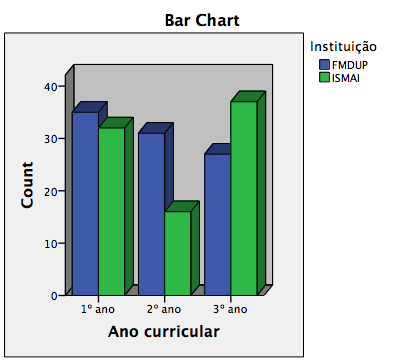 Bar Chart
Instituição
FMDUP
ISMAI
40
30
20
10
0
Count
1º ano 2º ano 3º ano
Ano curricular